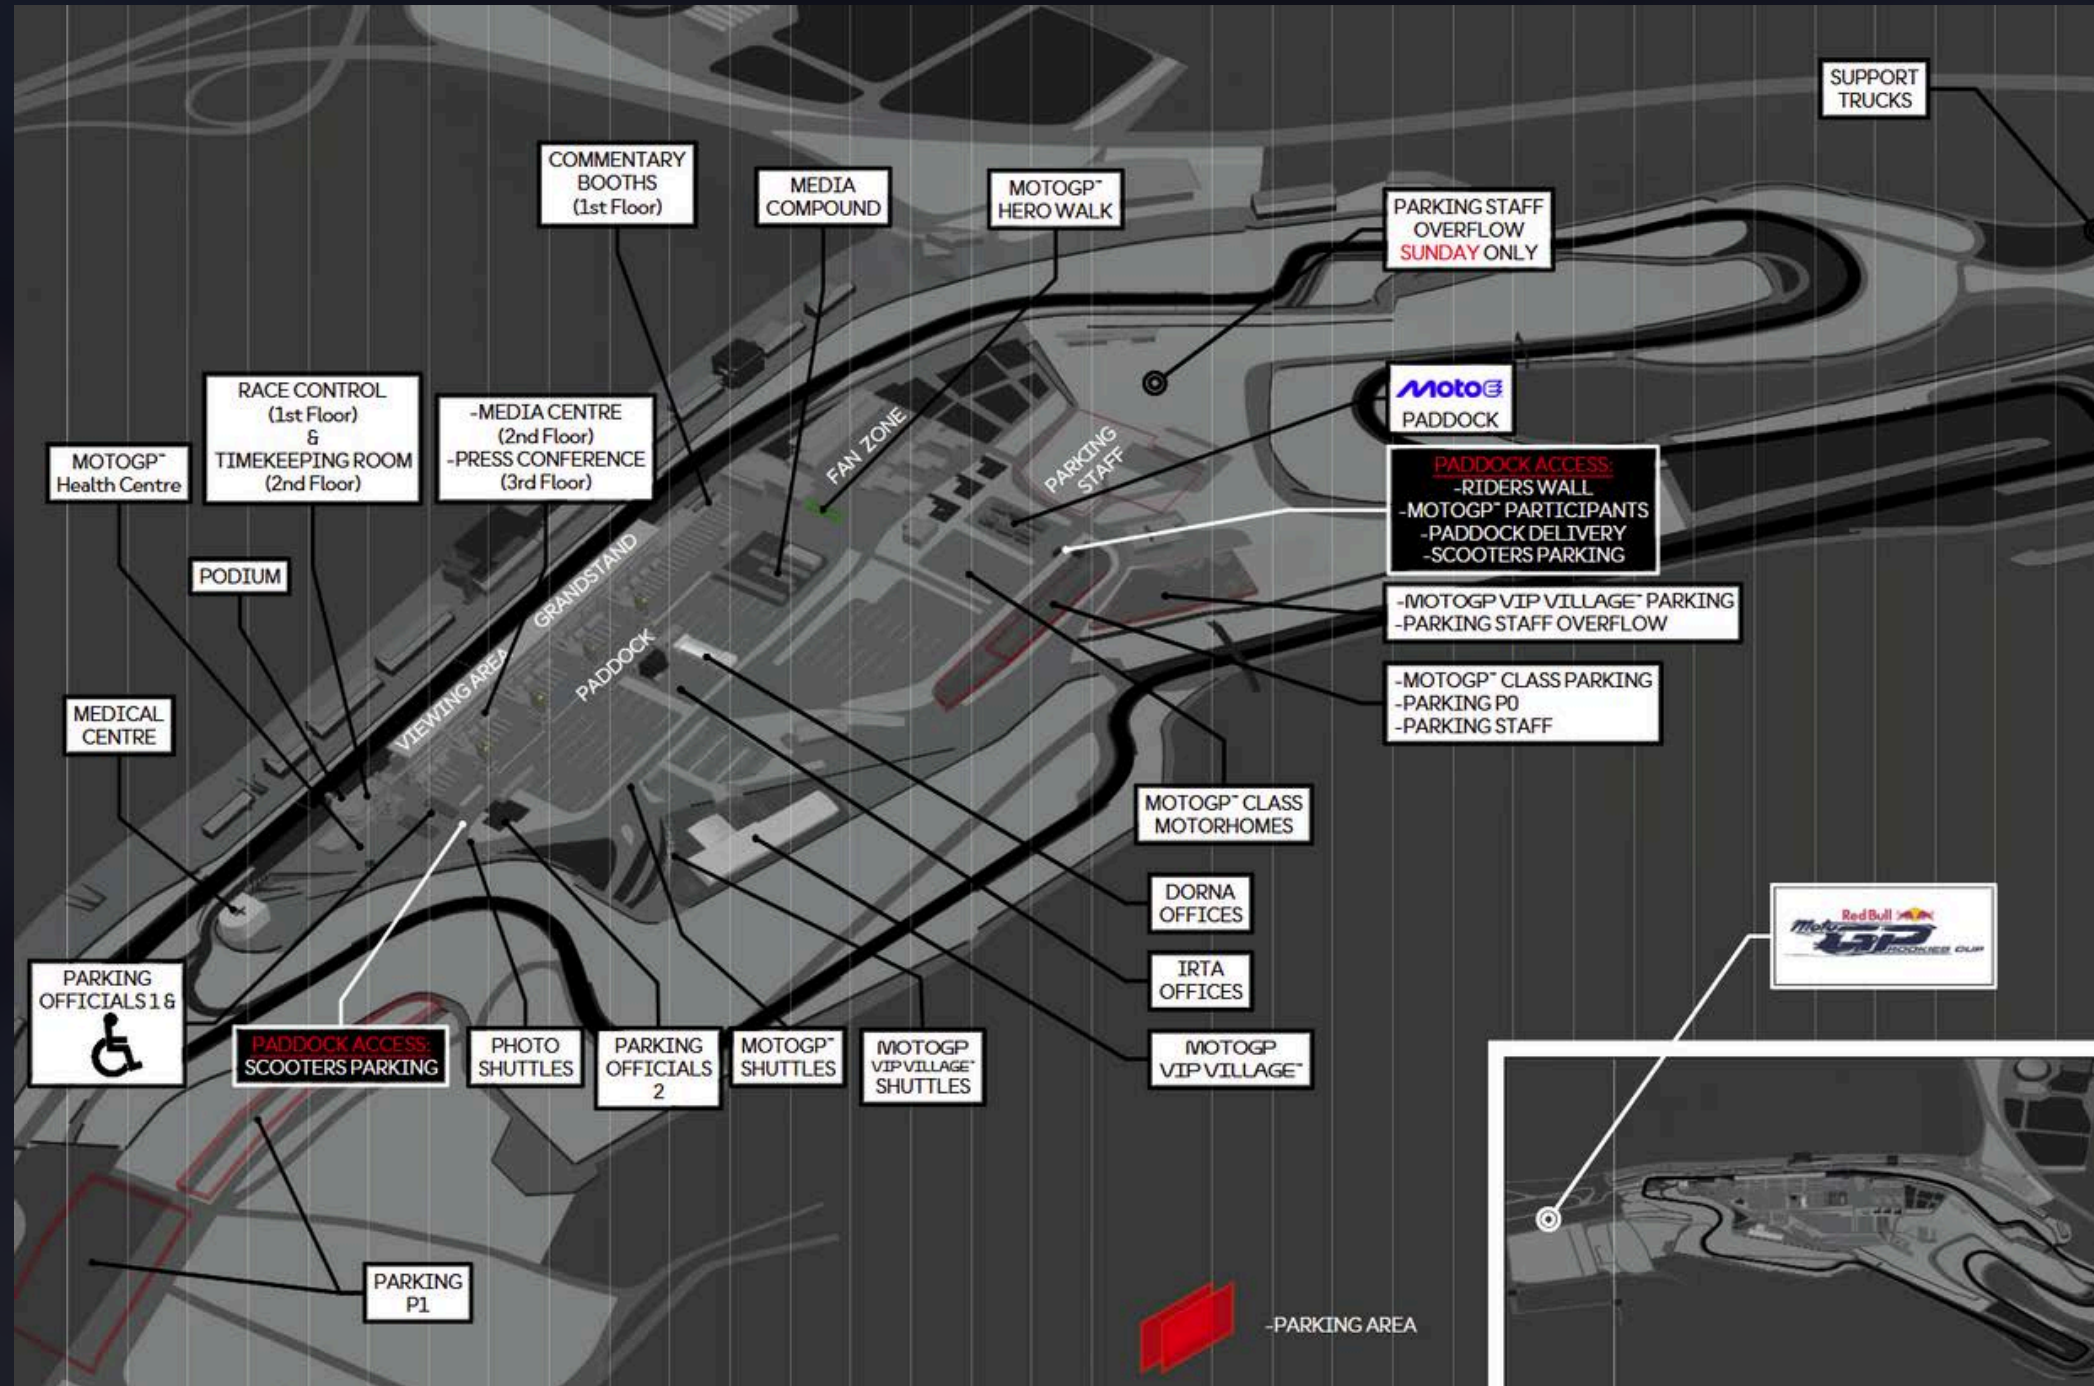 SUPPORT
TRUCKS
COMMENTARY
BOOTHS
(1st Floor)
MEDIA
COMPOUND
MOTOGP™
HERO WALK
PARKING STAFF
OVERFLOW
SUNDAY ONLY
RACE CONTROL
(1st Floor)
&
TIMEKEEPING ROOM
(2nd Floor)
-MEDIA CENTRE
(2nd Floor)
-PRESS CONFERENCE
(3rd Floor)
MOTOGP™
Health Centre
PODIUM
MEDICAL
CENTRE
FAN ZONE
PARKING
STAFF
GRANDSTAND
PADDOCK
VIEWING AREA
MotoE
PADDOCK
PADDOCK ACCESS:
-RIDERS WALL
-MOTOGP™ PARTICIPANTS
-PADDOCK DELIVERY
-SCOOTERS PARKING
-MOTOGP VIP VILLAGE™ PARKING
-PARKING STAFF OVERFLOW
-MOTOGP™ CLASS PARKING
-PARKING P0
-PARKING STAFF
MOTOGP™ CLASS
MOTORHOMES
DORNA
OFFICES
IRTA
OFFICES
MOTOGP
VIP VILLAGE™
PARKING
OFFICIALS 1 &
PADDOCK ACCESS:
SCOOTERS PARKING
PHOTO
SHUTTLES
PARKING
OFFICIALS
2
MOTOGP™
SHUTTLES
MOTOGP
VIP VILLAGE™
SHUTTLES
PARKING
P1
Red Bull
Moto GP ROOKIES CUP
-PARKING AREA